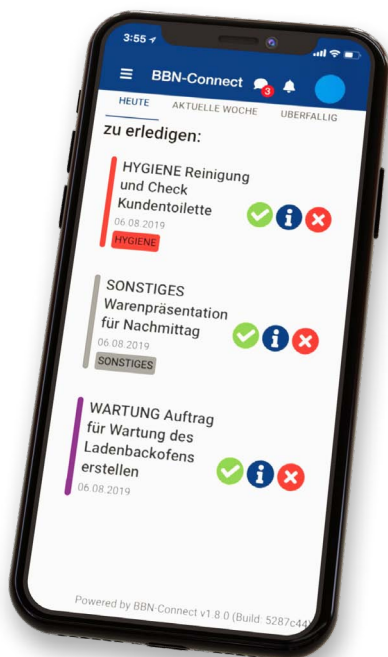 3:55
BBN-Connect
3
HEUTE AKTUELLE WOCHE ÜBERFÄLLIG
zu erledigen:
HYGIENE Reinigung
und Check
Kundentoilette
06.08.2019
HYGIENE
SONSTIGES
Warenpräsentation
für Nachmittag
06.08.2019
SONSTIGES
WARTUNG Auftrag
für Wartung des
Ladenbackofens
erstellen
06.08.2019
Powered by BBN-Connect v1.8.0 (Build: 5287c44)